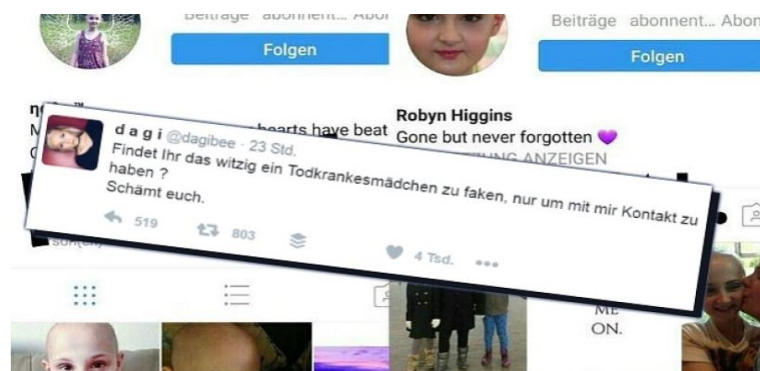 Beiträge abonnent... Abon
Beiträge abonnent... Abon
Folgen
Folgen
Robyn Higgins
Gone but never forgotten 💜
hearts have beat
ANZEIGEN
d a g i @dagibee · 23 Std.
Findet Ihr das witzig ein Todkrankesmädchen zu faken, nur um mit mir Kontakt zu
haben ?
Schämt euch.
519
803
4 Tsd.
ME
ON.